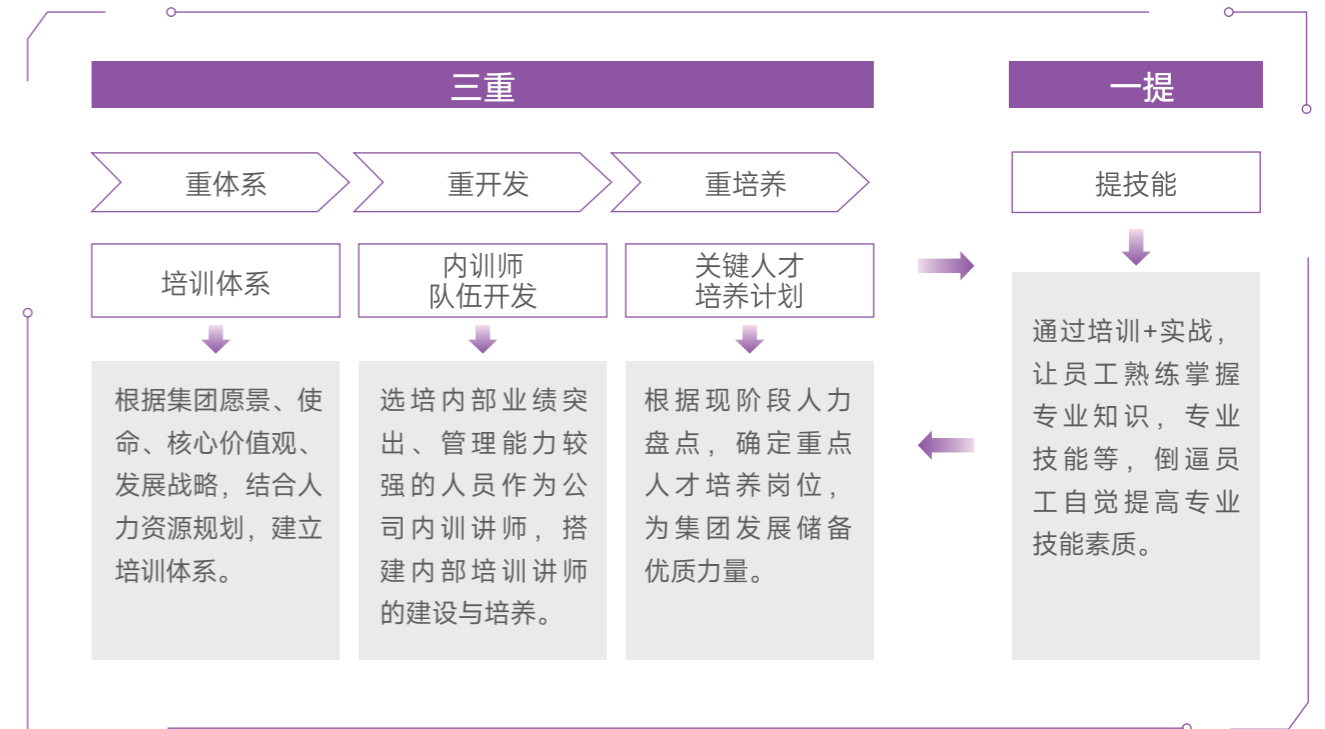 三重
一提
重体系
重开发
重培养
提技能
培训体系
内训师
队伍开发
关键人才
培养计划
根据集团愿景、使
命、核心价值观、
发展战略，结合人
力资源规划，建立
培训体系。
选培内部业绩突
出、管理能力较
强的人员作为公
司内训讲师，搭
建内部培训讲师
的建设与培养。
根据现阶段人力
盘点，确定重点
人才培养岗位，
为集团发展储备
优质力量。
通过培训+实战，
让员工熟练掌握
专业知识，专业
技能等，倒逼员
工自觉提高专业
技能素质。